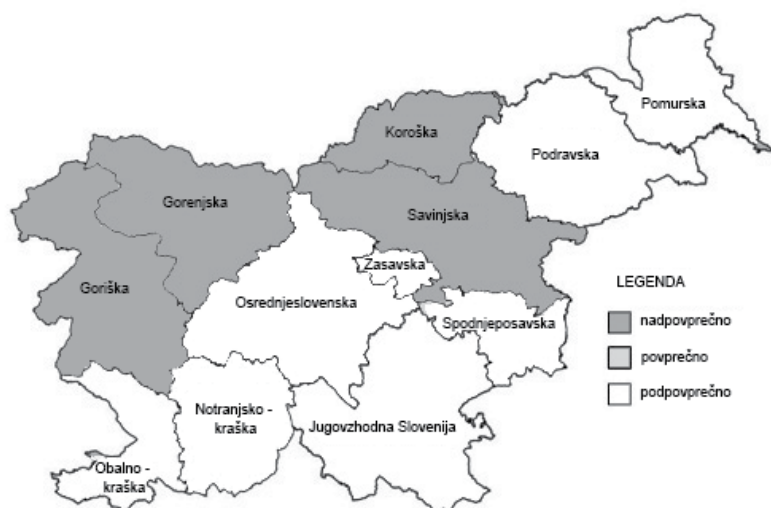 Pomurska
Koroška
Podravska
Gorenjska
Savinjska
Zasavska
Goriška
Osrednjeslovenska
Spodnjeposavska
Notranjsko -
kraška
Jugovzhodna Slovenija
Obalno -
kraška
LEGENDA
nadpovprečno
povprečno
podpovprečno